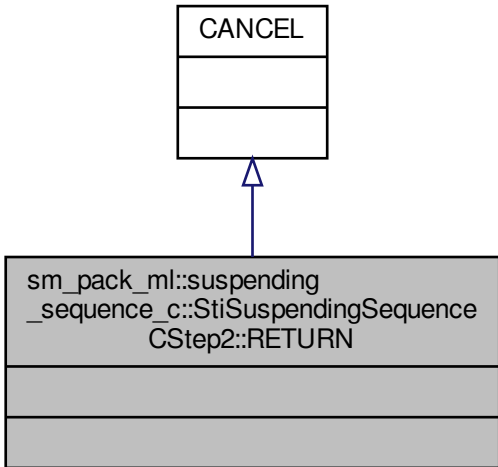 CANCEL
sm_pack_ml::suspending
_sequence_c::StiSuspendingSequence
CStep2::RETURN